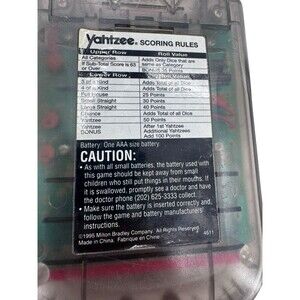 Yahtzee® SCORING RULES
Upper Row Roll Value
All Categories Adds Only Dice that are same as Category
If Sub-Total Score is 63 or Over BONUS 35 Points
Lower Row Roll Value
3 of a Kind Adds Total of all Dice
4 of a Kind Adds Total of all Dice
Full House 25 Points
Small Straight 30 Points
Large Straight 40 Points
Chance Adds Total of all Dice
Yahtzee 50 Points
Yahtzee BONUS After 1st Yahtzee Additional Yahtzees Add 100 Points
Battery: One AAA size battery.
CAUTION:
• As with all small batteries, the battery used with
this game should be kept away from small
children who still put things in their mouths. If
it is swallowed, promptly see a doctor and have
the doctor phone (202) 625-3333 collect.
• Make sure the battery is inserted correctly and
follow the game and battery manufacturers'
instructions.
©1995 Milton Bradley Company. All Rights Reserved.
Made in China. Fabriqué en Chine 4611